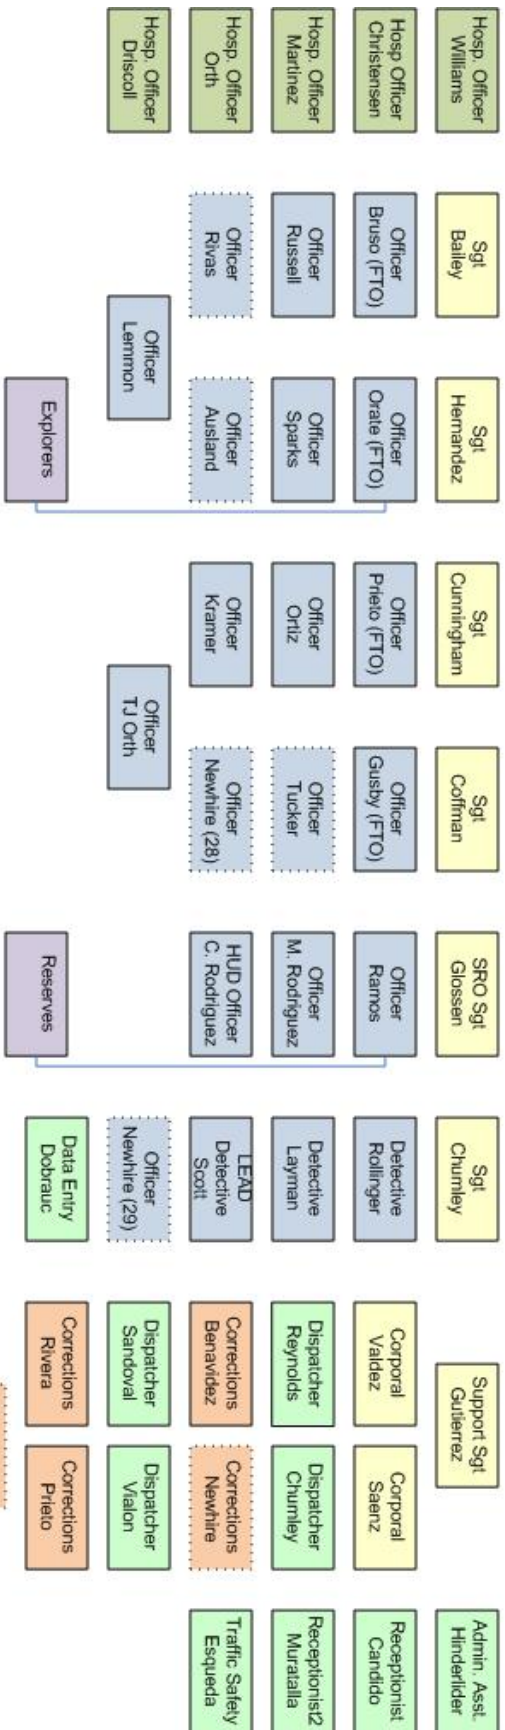 Hosp. Officer
Williams
Hosp Officer
Christensen
Hosp. Officer
Martinez
Hosp. Officer
Orth
Hosp. Officer
Driscoll
Sgt
Bailey
Officer
Bruso (FTO)
Officer
Russell
Officer
Rivas
Officer
Lemmon
Sgt
Hernandez
Officer
Orate (FTO)
Officer
Sparks
Officer
Ausland
Explorers
Sgt
Cunningham
Officer
Prieto (FTO)
Officer
Ortiz
Officer
Kramer
Officer
TJ Orth
Sgt
Coffman
Officer
Gusby (FTO)
Officer
Tucker
Officer
Newhire (28)
SRO Sgt
Glossen
Officer
Ramos
Officer
M. Rodriguez
HUD Officer
C. Rodriguez
Reserves
Sgt
Chumley
Detective
Rollinger
Detective
Layman
LEAD
Detective
Scott
Officer
Newhire (29)
Data Entry
Dobrauc
Support Sgt
Gutierrez
Corporal
Valdez
Corporal
Saenz
Dispatcher
Reynolds
Dispatcher
Chumley
Corrections
Benavidez
Corrections
Newhire
Dispatcher
Sandoval
Dispatcher
Vialon
Corrections
Rivera
Corrections
Prieto
Admin. Asst.
Hinderlider
Receptionist
Candido
Receptionist2
Muratalla
Traffic Safety
Esqueda